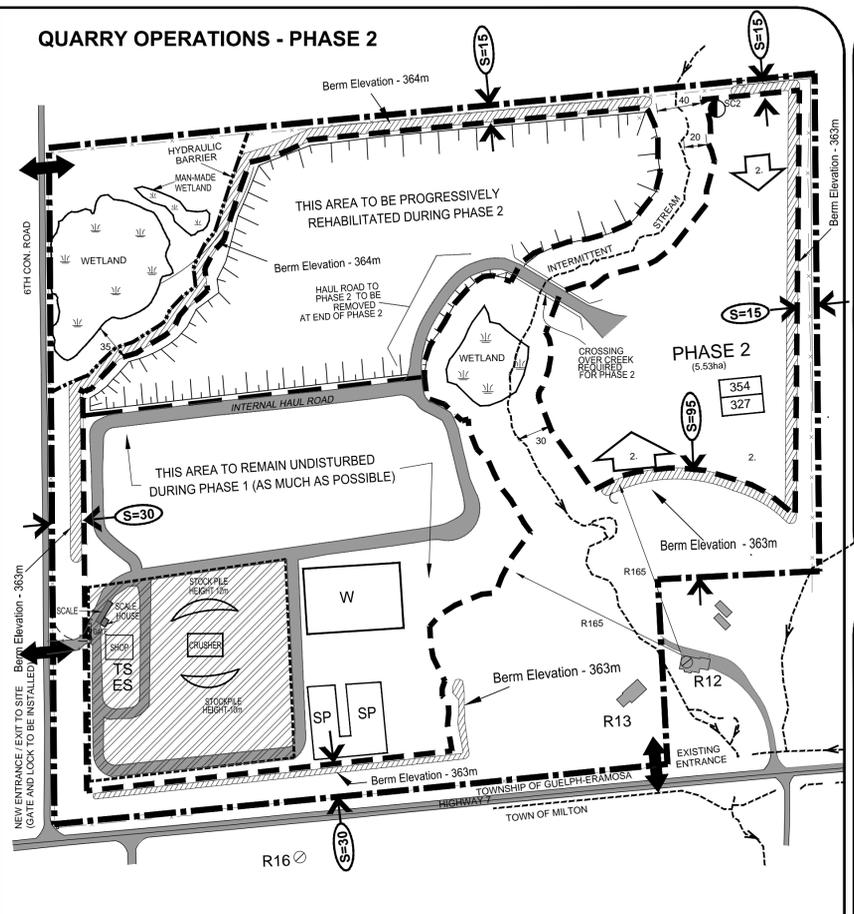 QUARRY OPERATIONS - PHASE 2
S=15
S=15
Berm Elevation - 364m
40
SC2
20
HYDRAULIC
BARRIER
MAN-MADE
WETLAND
THIS AREA TO BE PROGRESSIVELY
REHABILITATED DURING PHASE 2
2.
Berm Elevation - 363m
6TH CON. ROAD
WETLAND
STREAM
INTERMITTENT
Berm Elevation - 364m
HAUL ROAD TO
PHASE 2 TO BE
REMOVED
AT END OF PHASE 2
S=15
35
WETLAND
CROSSING
OVER CREEK
REQUIRED
FOR PHASE 2
PHASE 2
(5.53ha)
354
327
INTERNAL HAUL ROAD
S=95
30
2.
2.
THIS AREA TO REMAIN UNDISTURBED
DURING PHASE 1 (AS MUCH AS POSSIBLE)
S=30
Berm Elevation - 363m
R165
Berm Elevation - 363m
STOCK PILE
HEIGHT-12m
W
SCALE
SCALE
HOUSE
GATE
SHOP
CRUSHER
TS
ES
R165
R12
Berm Elevation - 363m
R13
STOCKPILE
HEIGHT-10m
SP
SP
NEW ENTRANCE / EXIT TO SITE
(GATE AND LOCK TO BE INSTALLED)
EXISTING
ENTRANCE
Berm Elevation - 363m
TOWNSHIP OF GUELPH-ERAMOSA
HIGHWAY 7
TOWN OF MILTON
S=30
R16